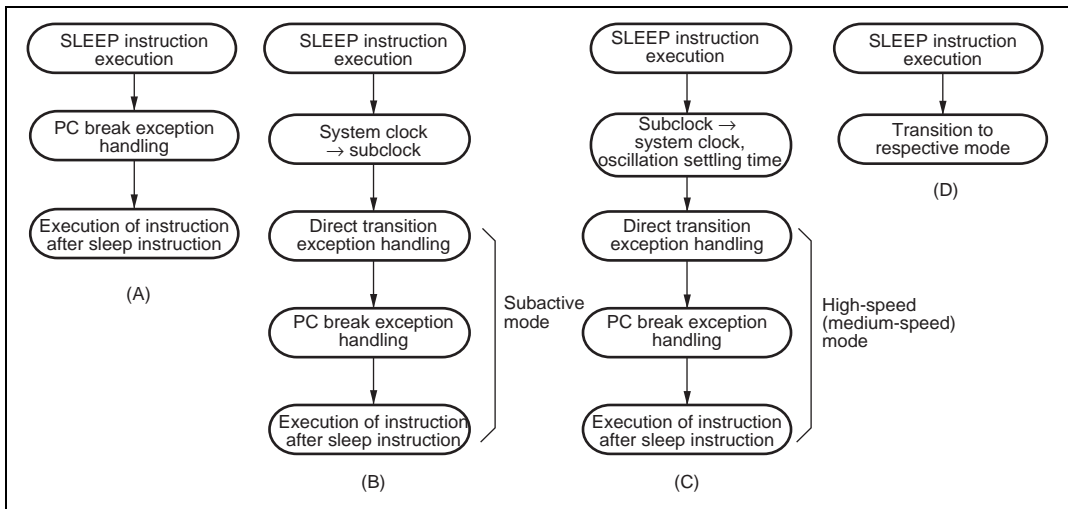 SLEEP instruction
execution
PC break exception
handling
Execution of instruction
after sleep instruction
(A)
SLEEP instruction
execution
System clock
→ subclock
Direct transition
exception handling
PC break exception
handling
Execution of instruction
after sleep instruction
Subactive
mode
(B)
SLEEP instruction
execution
Subclock →
system clock,
oscillation settling time
Direct transition
exception handling
PC break exception
handling
Execution of instruction
after sleep instruction
High-speed
(medium-speed)
mode
(C)
SLEEP instruction
execution
Transition to
respective mode
(D)